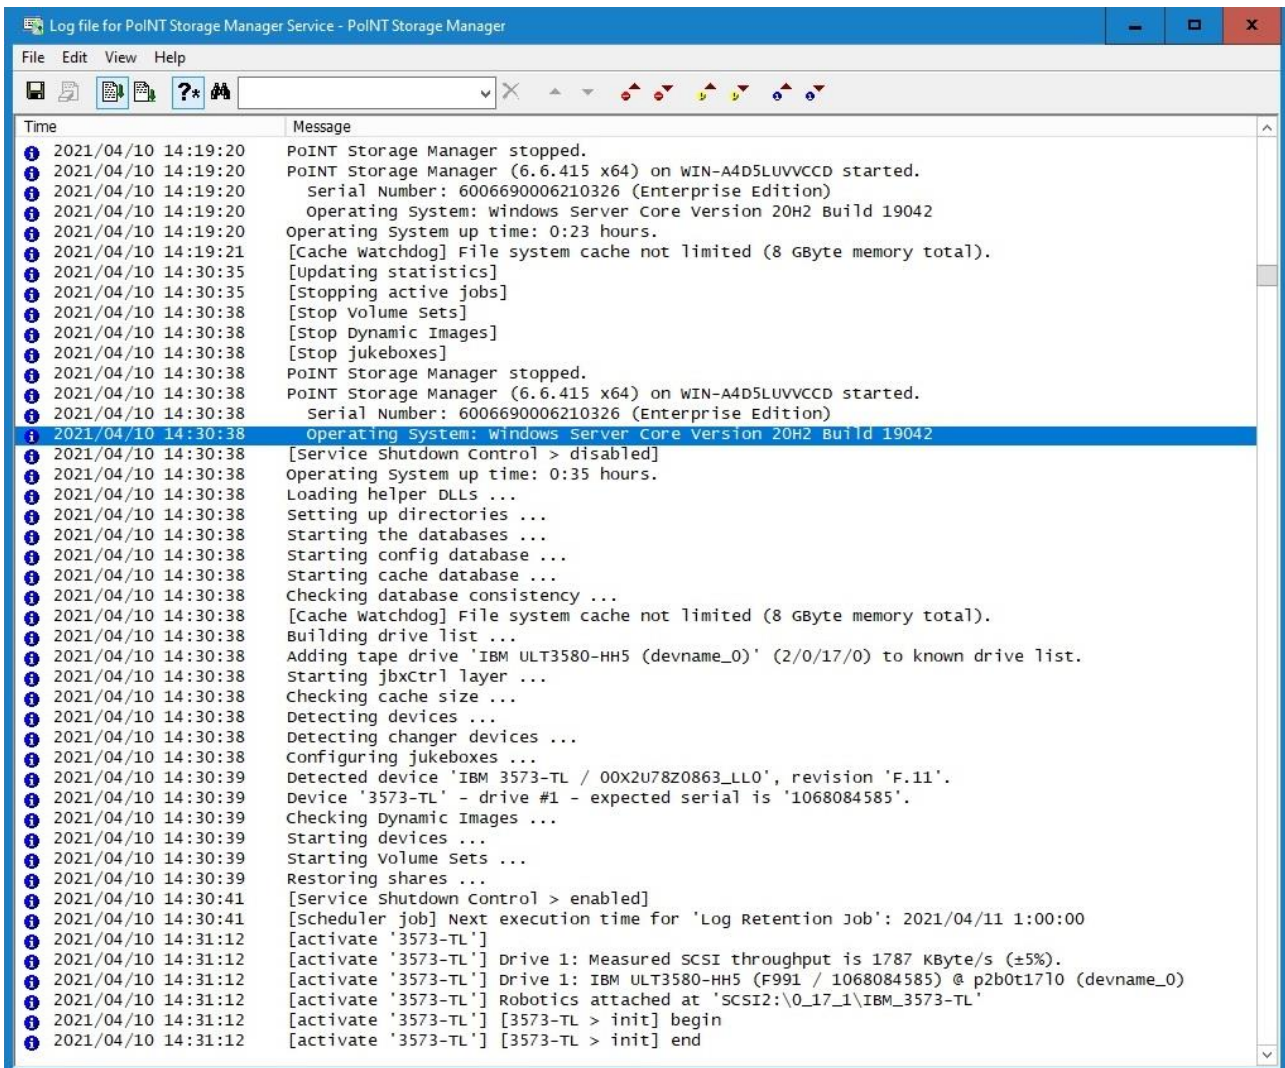 Log file for PoINT Storage Manager Service - PoINT Storage Manager
File Edit View Help
Time Message
2021/04/10 14:19:20 PoINT Storage Manager stopped.
2021/04/10 14:19:20 PoINT Storage Manager (6.6.415 x64) on WIN-A4D5LUVVCCD started.
2021/04/10 14:19:20 Serial Number: 6006690006210326 (Enterprise Edition)
2021/04/10 14:19:20 Operating System: Windows Server Core Version 20H2 Build 19042
2021/04/10 14:19:20 Operating System up time: 0:23 hours.
2021/04/10 14:19:21 [Cache Watchdog] File system cache not limited (8 GByte memory total).
2021/04/10 14:30:35 [Updating statistics]
2021/04/10 14:30:35 [Stopping active jobs]
2021/04/10 14:30:38 [Stop Volume Sets]
2021/04/10 14:30:38 [Stop Dynamic Images]
2021/04/10 14:30:38 [Stop jukeboxes]
2021/04/10 14:30:38 PoINT Storage Manager stopped.
2021/04/10 14:30:38 PoINT Storage Manager (6.6.415 x64) on WIN-A4D5LUVVCCD started.
2021/04/10 14:30:38 Serial Number: 6006690006210326 (Enterprise Edition)
2021/04/10 14:30:38 Operating System: Windows Server Core Version 20H2 Build 19042
2021/04/10 14:30:38 [Service Shutdown Control > disabled]
2021/04/10 14:30:38 Operating System up time: 0:35 hours.
2021/04/10 14:30:38 Loading helper DLLs ...
2021/04/10 14:30:38 Setting up directories ...
2021/04/10 14:30:38 Starting the databases ...
2021/04/10 14:30:38 Starting config database ...
2021/04/10 14:30:38 Starting cache database ...
2021/04/10 14:30:38 Checking database consistency ...
2021/04/10 14:30:38 [Cache Watchdog] File system cache not limited (8 GByte memory total).
2021/04/10 14:30:38 Building drive list ...
2021/04/10 14:30:38 Adding tape drive 'IBM ULT3580-HH5 (devname_0)' (2/0/17/0) to known drive list.
2021/04/10 14:30:38 Starting jbxCtrl layer ...
2021/04/10 14:30:38 Checking cache size ...
2021/04/10 14:30:38 Detecting devices ...
2021/04/10 14:30:38 Detecting changer devices ...
2021/04/10 14:30:38 Configuring jukeboxes ...
2021/04/10 14:30:39 Detected device 'IBM 3573-TL / 00X2U78Z0863_LL0', revision 'F.11'.
2021/04/10 14:30:39 Device '3573-TL' - drive #1 - expected serial is '1068084585'.
2021/04/10 14:30:39 Checking Dynamic Images ...
2021/04/10 14:30:39 Starting devices ...
2021/04/10 14:30:39 Starting Volume Sets ...
2021/04/10 14:30:39 Restoring shares ...
2021/04/10 14:30:41 [Service Shutdown Control > enabled]
2021/04/10 14:30:41 [Scheduler job] Next execution time for 'Log Retention Job': 2021/04/11 1:00:00
2021/04/10 14:31:12 [activate '3573-TL']
2021/04/10 14:31:12 [activate '3573-TL'] Drive 1: Measured SCSI throughput is 1787 KByte/s (±5%).
2021/04/10 14:31:12 [activate '3573-TL'] Drive 1: IBM ULT3580-HH5 (F991 / 1068084585) @ p2b0t17l0 (devname_0)
2021/04/10 14:31:12 [activate '3573-TL'] Robotics attached at 'SCSI2:\0_17_1\IBM_3573-TL'
2021/04/10 14:31:12 [activate '3573-TL'] [3573-TL > init] begin
2021/04/10 14:31:12 [activate '3573-TL'] [3573-TL > init] end